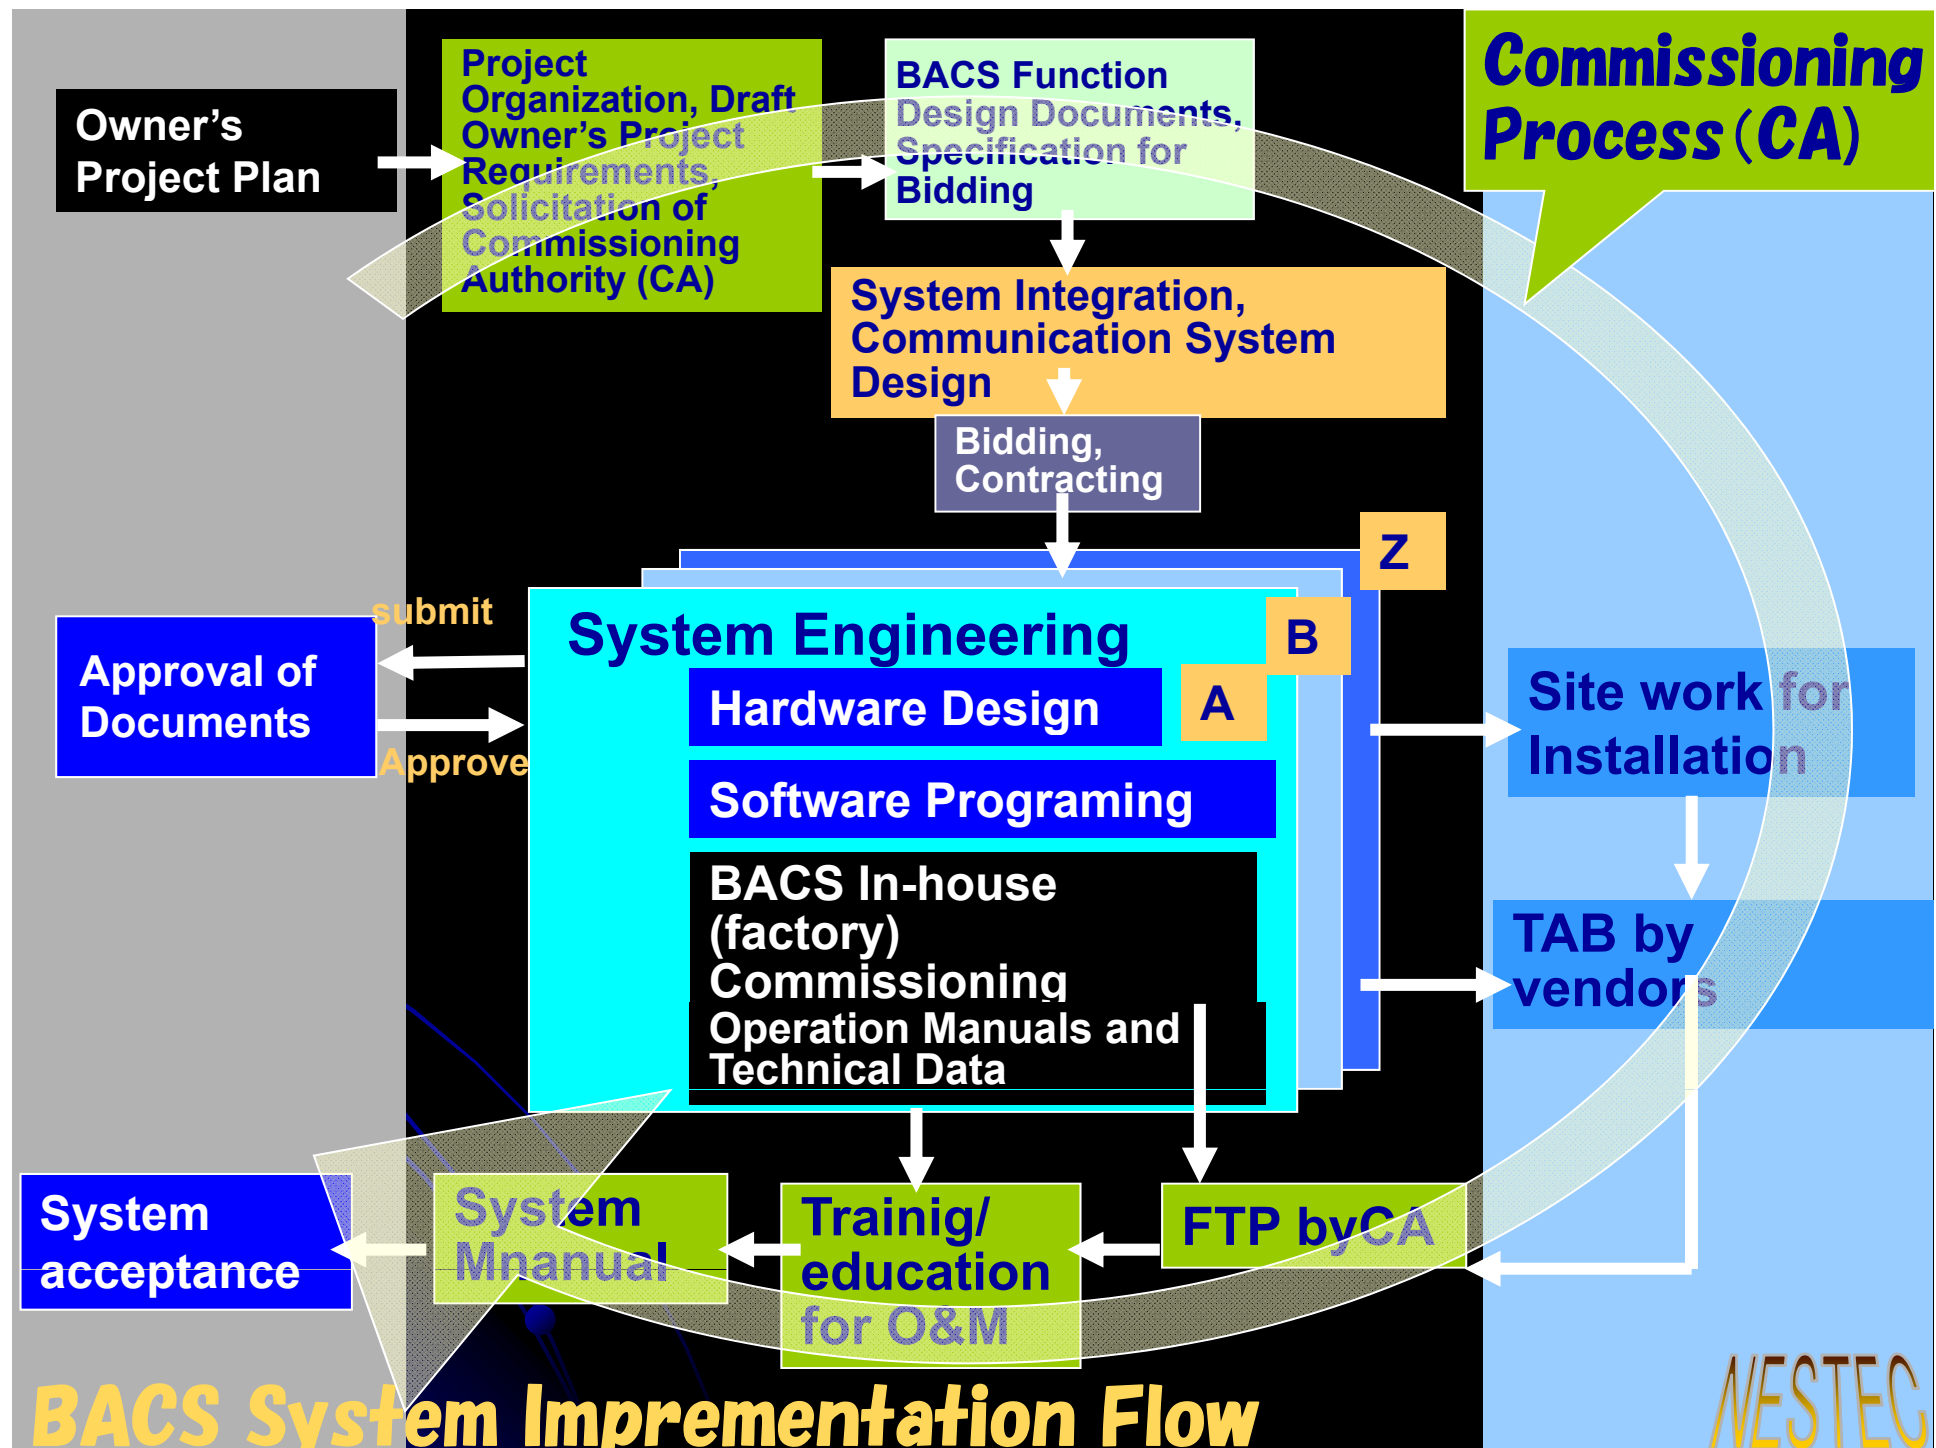 Commissioning
Process (CA)
Owner's
Project Plan
Project
Organization, Draft
Owner's Project
Requirements,
Solicitation of
Commissioning
Authority (CA)
BACS Function
Design Documents,
Specification for
Bidding
System Integration,
Communication System
Design
Bidding,
Contracting
Z
B
A
submit
Approval of
Documents
Approve
System Engineering
Hardware Design
Software Programing
BACS In-house
(factory)
Commissioning
Operation Manuals and
Technical Data
Site work for
Installation
TAB by
vendors
FTP byCA
Trainig/
education
for O&M
System
Mnanual
System
acceptance
BACS System Imprementation Flow
NESTEC